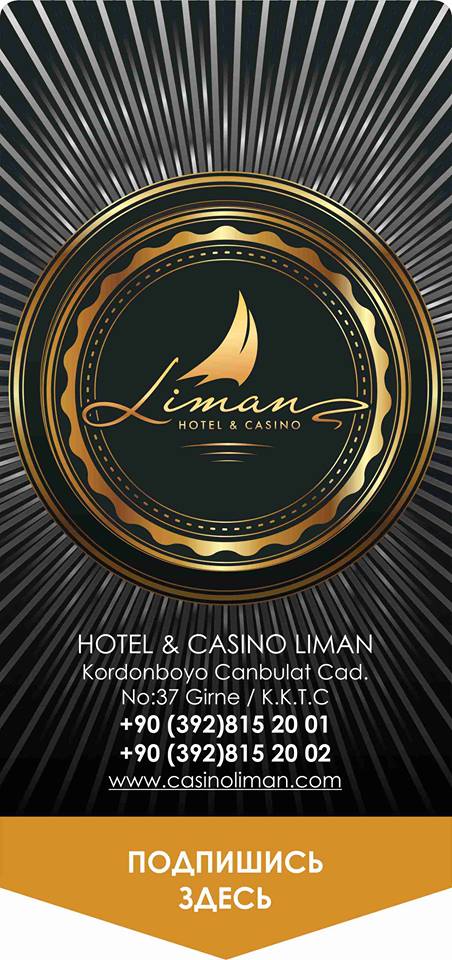 Liman
HOTEL & CASINO
HOTEL & CASINO LIMAN
Kordonboyo Canbulat Cad.
No:37 Girne / K.K.T.C
+90 (392)815 20 01
+90 (392)815 20 02
www.casinoliman.com
ПОДПИШИСЬ
ЗДЕСЬ